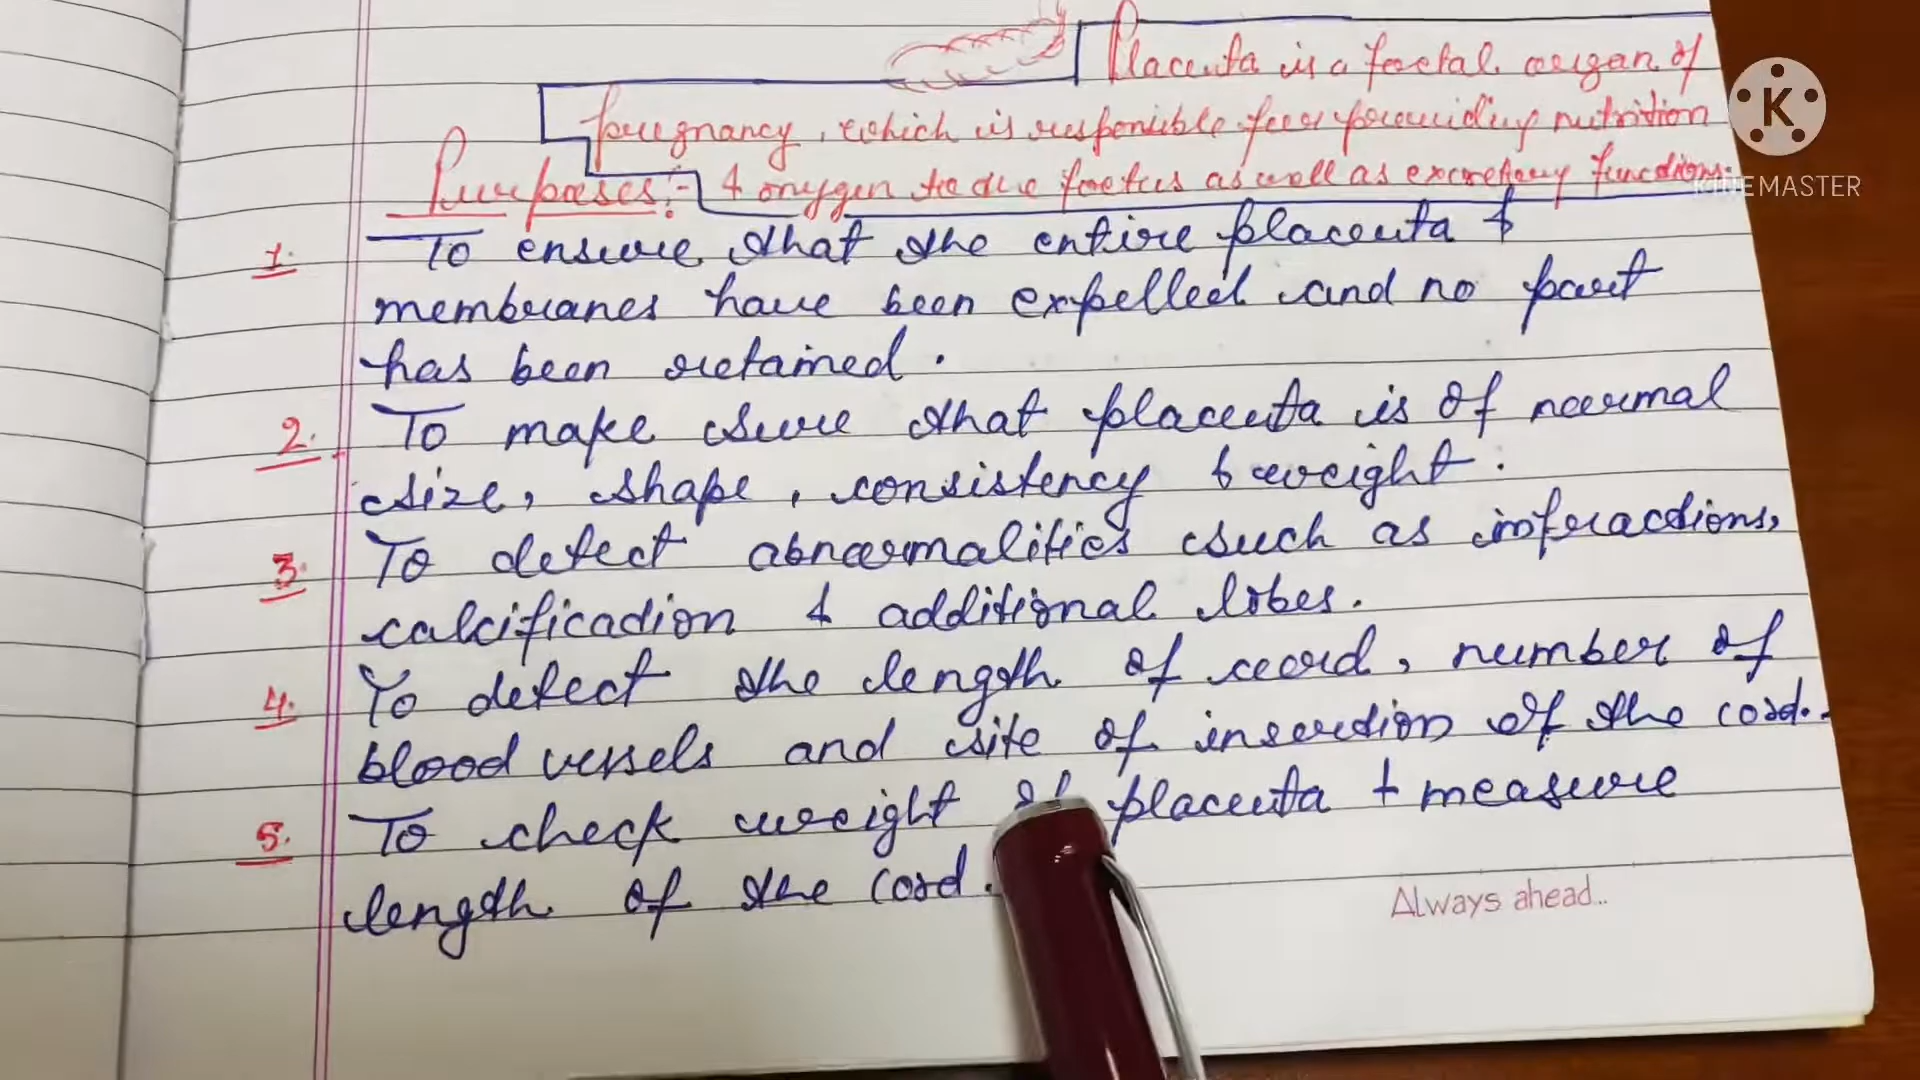 Placenta is a foetal organ of
pregnancy, which is responsible for providing nutrition
& oxygen to the foetus as well as excretory functions.
KINEMASTER
Purposes:-
1. To ensure that the entire placenta &
membranes have been expelled and no part
has been retained.
2. To make sure that placenta is of normal
size, shape, consistency & weight.
3. To detect abnormalities such as infractions,
calcification & additional lobes.
4. To detect the length of cord, number of
blood vessels and site of insertion of the cord.
5. To check weight of placenta & measure
length of the cord.
Always ahead...